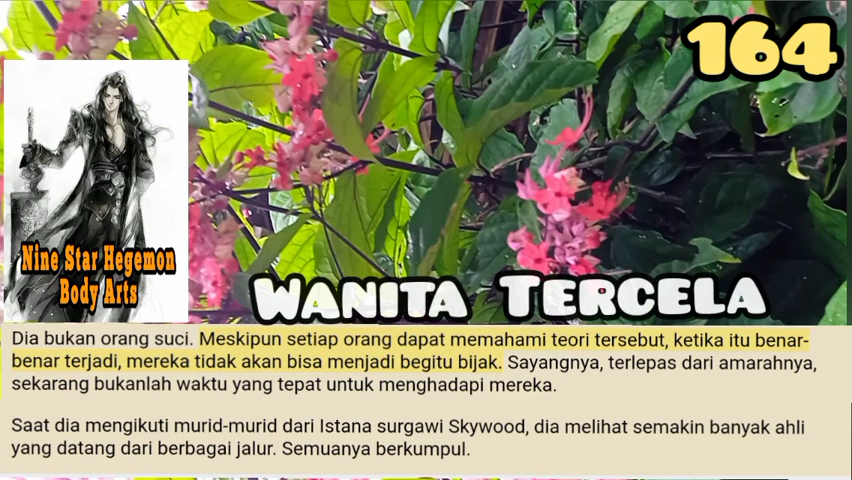 164
Nine Star Hegemon
Body Arts
WANITA TERCELA
Dia bukan orang suci. Meskipun setiap orang dapat memahami teori tersebut, ketika itu benar-
benar terjadi, mereka tidak akan bisa menjadi begitu bijak. Sayangnya, terlepas dari amarahnya,
sekarang bukanlah waktu yang tepat untuk menghadapi mereka.
Saat dia mengikuti murid-murid dari Istana surgawi Skywood, dia melihat semakin banyak ahli
yang datang dari berbagai jalur. Semuanya berkumpul.